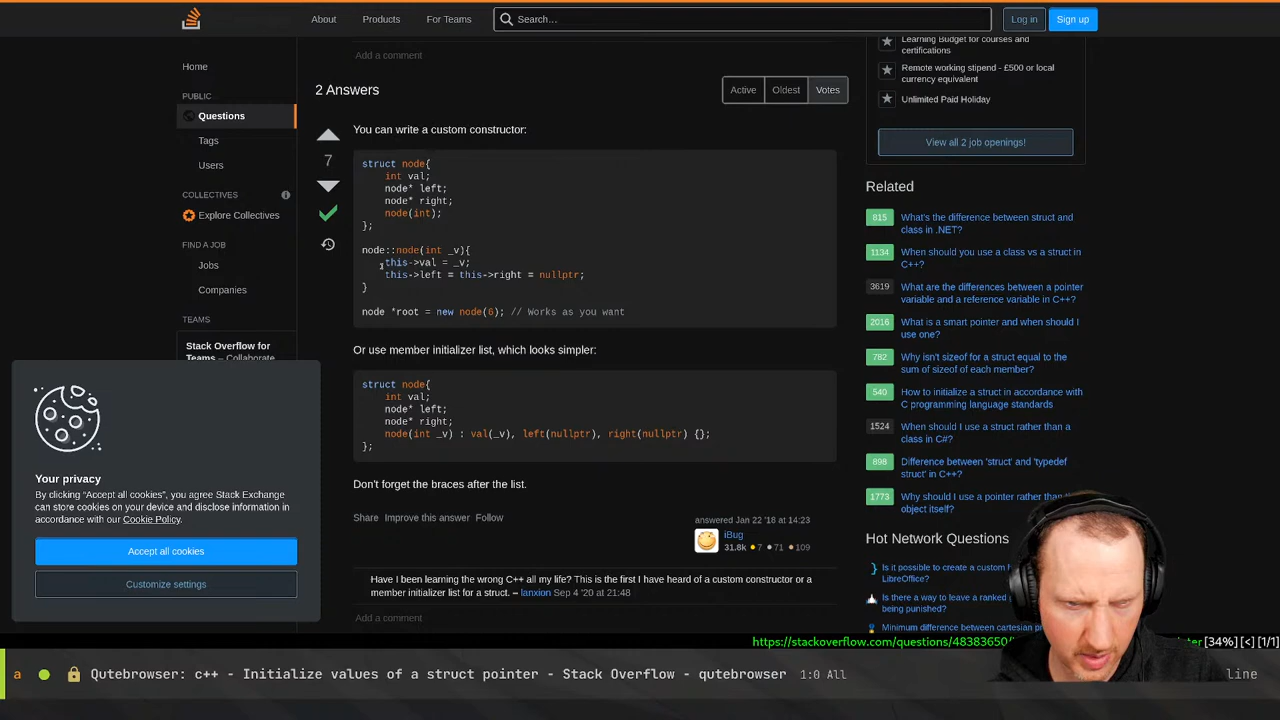 About
Products
For Teams
Search…
Log in
Sign up
Home
PUBLIC
Questions
Tags
Users
COLLECTIVES
Explore Collectives
FIND A JOB
Jobs
Companies
TEAMS
Stack Overflow for
Teams – Collaborate
Add a comment
2 Answers
Active
Oldest
Votes
7
You can write a custom constructor:
struct node{
int val;
node* left;
node* right;
node(int);
};
node::node(int _v){
this->val = _v;
this->left = this->right = nullptr;
}
node *root = new node(6); // Works as you want
Or use member initializer list, which looks simpler:
struct node{
int val;
node* left;
node* right;
node(int _v) : val(_v), left(nullptr), right(nullptr) {};
};
Don't forget the braces after the list.
Share Improve this answer Follow
answered Jan 22 '18 at 14:23
iBug
31.8k 7 71 109
Have I been learning the wrong C++ all my life? This is the first I have heard of a custom constructor or a
member initializer list for a struct. – lanxion Sep 4 '20 at 21:48
Add a comment
Learning Budget for courses and
certifications
Remote working stipend - £500 or local
currency equivalent
Unlimited Paid Holiday
View all 2 job openings!
Related
815 What's the difference between struct and
class in .NET?
1134 When should you use a class vs a struct in
C++?
3619 What are the differences between a pointer
variable and a reference variable in C++?
2016 What is a smart pointer and when should I
use one?
782 Why isn't sizeof for a struct equal to the
sum of sizeof of each member?
540 How to initialize a struct in accordance with
C programming language standards
1524 When should I use a struct rather than a
class in C#?
898 Difference between 'struct' and 'typedef
struct' in C++?
1773 Why should I use a pointer rather than
object itself?
Hot Network Questions
Is it possible to create a custom
LibreOffice?
Is there a way to leave a ranked
being punished?
Minimum difference between cartesian
Your privacy
By clicking "Accept all cookies", you agree Stack Exchange
can store cookies on your device and disclose information in
accordance with our Cookie Policy.
Accept all cookies
Customize settings
https://stackoverflow.com/questions/48383650/ [34%] [<] [1/1]
a Qutebrowser: c++ - Initialize values of a struct pointer - Stack Overflow - qutebrowser 1:0 All
line